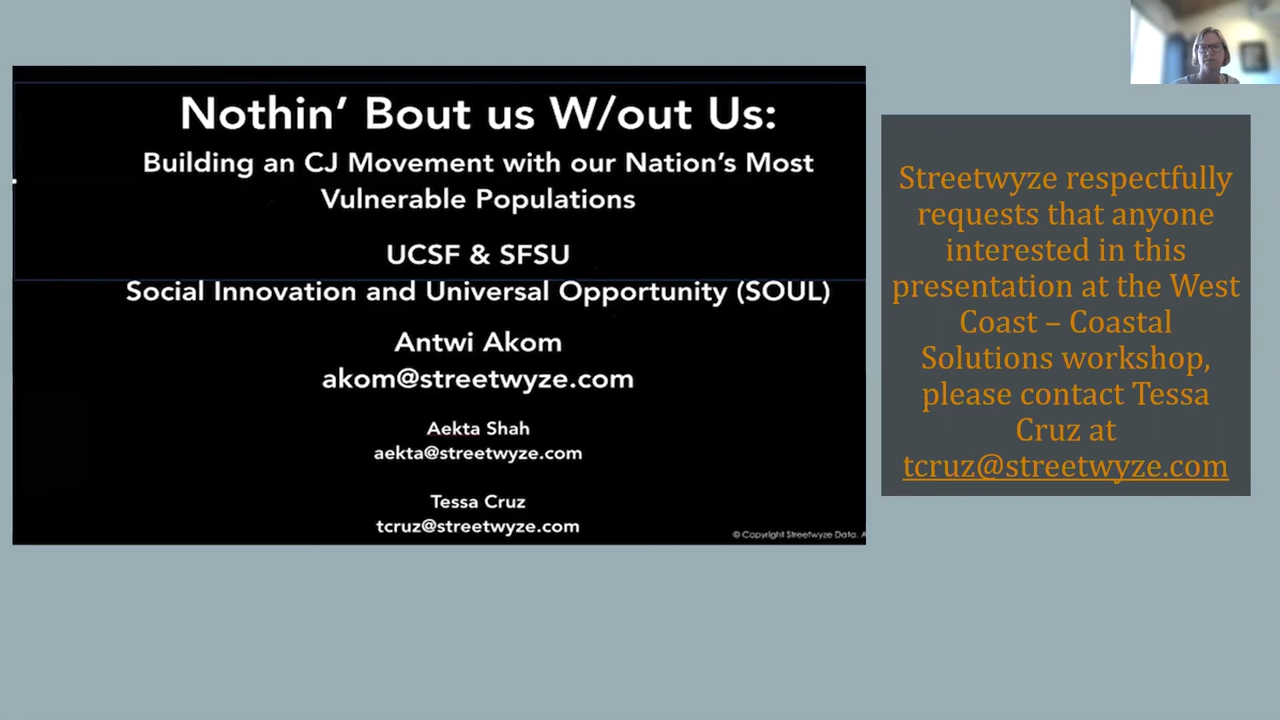 Nothin' Bout us W/out Us:
Building an CJ Movement with our Nation's Most
Vulnerable Populations
UCSF & SFSU
Social Innovation and Universal Opportunity (SOUL)
Antwi Akom
akom@streetwyze.com
Aekta Shah
aekta@streetwyze.com
Tessa Cruz
tcruz@streetwyze.com
© Copyright Streetwyze Data. A
Streetwyze respectfully
requests that anyone
interested in this
presentation at the West
Coast – Coastal
Solutions workshop,
please contact Tessa
Cruz at
tcruz@streetwyze.com